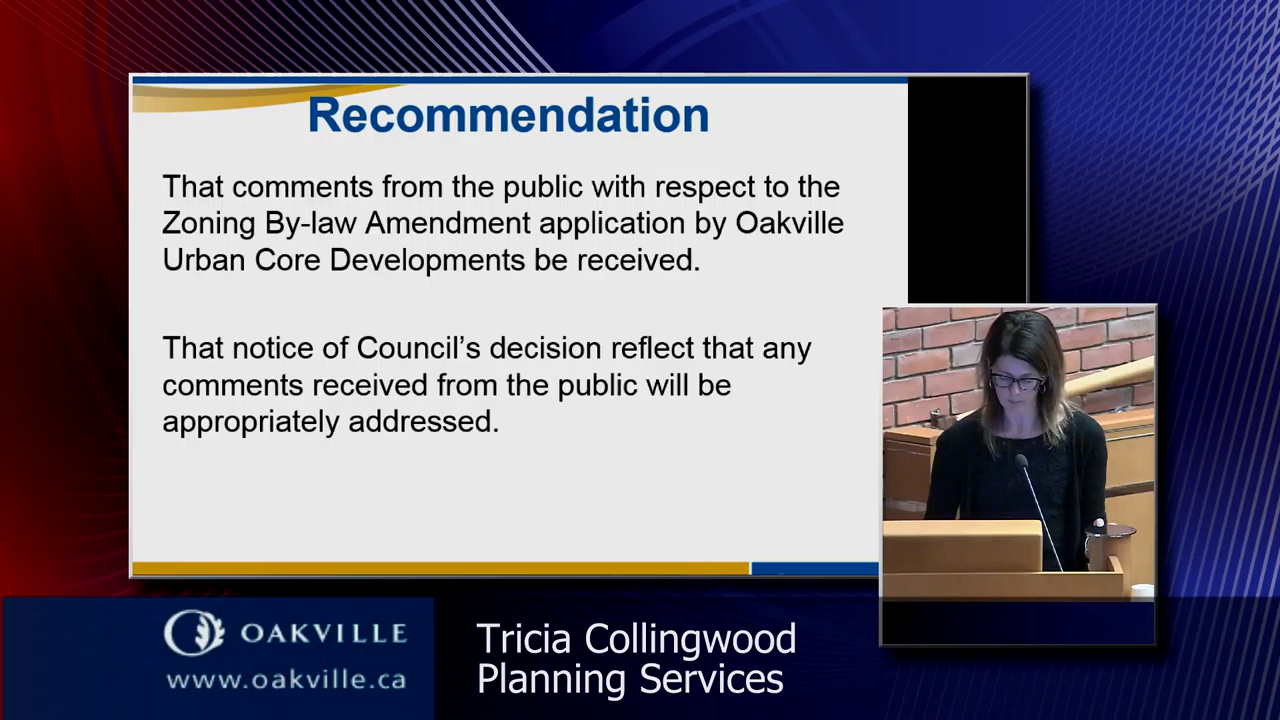 Recommendation
That comments from the public with respect to the
Zoning By-law Amendment application by Oakville
Urban Core Developments be received.
That notice of Council's decision reflect that any
comments received from the public will be
appropriately addressed.
OAKVILLE
www.oakville.ca
Tricia Collingwood
Planning Services